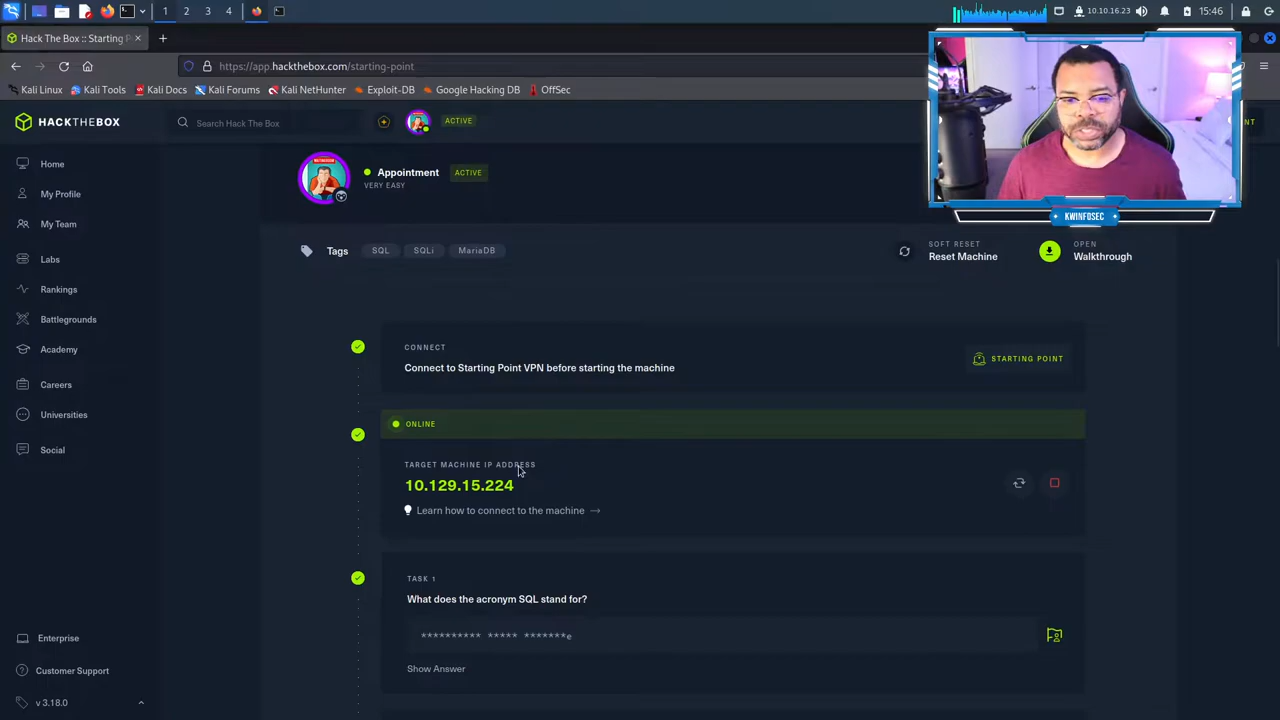 1 2 3 4
10.10.16.23
15:46
Hack The Box :: Starting P
https://app.hackthebox.com/starting-point
Kali Linux
Kali Tools
Kali Docs
Kali NetHunter
Exploit-DB
Google Hacking DB
OffSec
HACKTHEBOX
Search Hack The Box
ACTIVE
NT
Home
My Profile
My Team
Labs
Rankings
Battlegrounds
Academy
Careers
Universities
Social
Enterprise
Customer Support
v 3.18.0
Appointment
ACTIVE
VERY EASY
KWINFOSEC
Tags
SQL
SQLi
MariaDB
SOFT RESET
Reset Machine
OPEN
Walkthrough
CONNECT
Connect to Starting Point VPN before starting the machine
STARTING POINT
ONLINE
TARGET MACHINE IP ADDRESS
10.129.15.224
Learn how to connect to the machine
TASK 1
What does the acronym SQL stand for?
********** ***** *******e
Show Answer